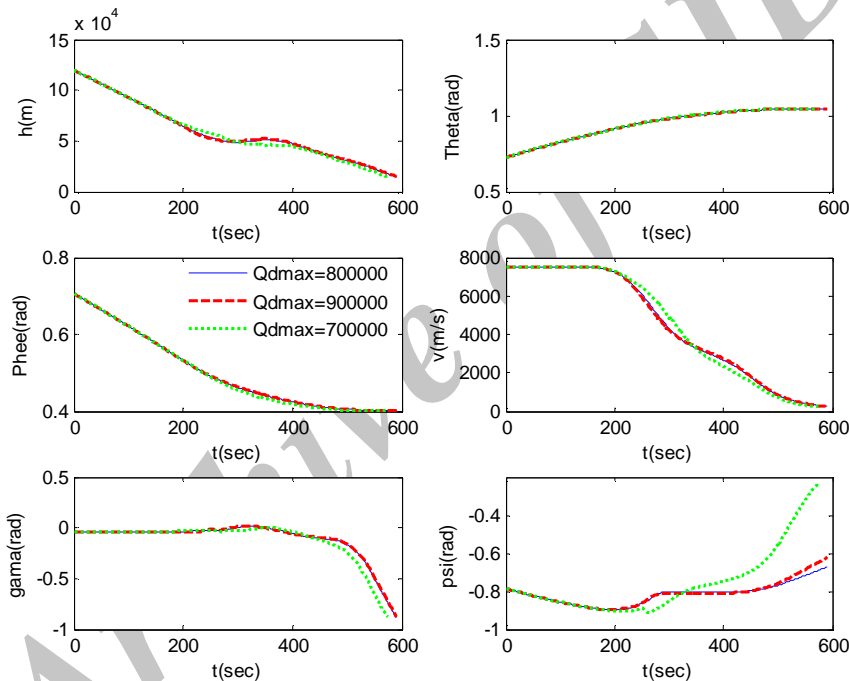 x 10^4
15
10
5
0
h(m)
0 200 400 600
t(sec)
1.5
1
0.5
Theta(rad)
0 200 400 600
t(sec)
0.8
0.6
0.4
Phee(rad)
Qdmax=800000
Qdmax=900000
Qdmax=700000
0 200 400 600
t(sec)
8000
6000
4000
2000
0
v(m/s)
0 200 400 600
t(sec)
0.5
0
-0.5
-1
gama(rad)
0 200 400 600
t(sec)
-0.4
-0.6
-0.8
-1
psi(rad)
0 200 400 600
t(sec)
Archive of